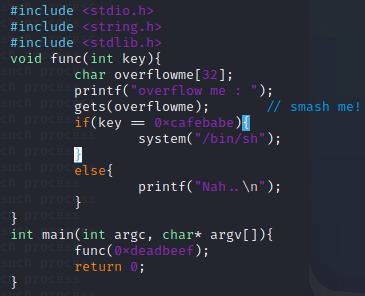 #include <stdio.h>
#include <string.h>
#include <stdlib.h>
void func(int key){
        char overflowme[32];
        printf("overflow me : ");
        gets(overflowme);       // smash me!
        if(key == 0xcafebabe){
                system("/bin/sh");
        }
        else{
                printf("Nah..\n");
        }
}
int main(int argc, char* argv[]){
        func(0xdeadbeef);
        return 0;
}